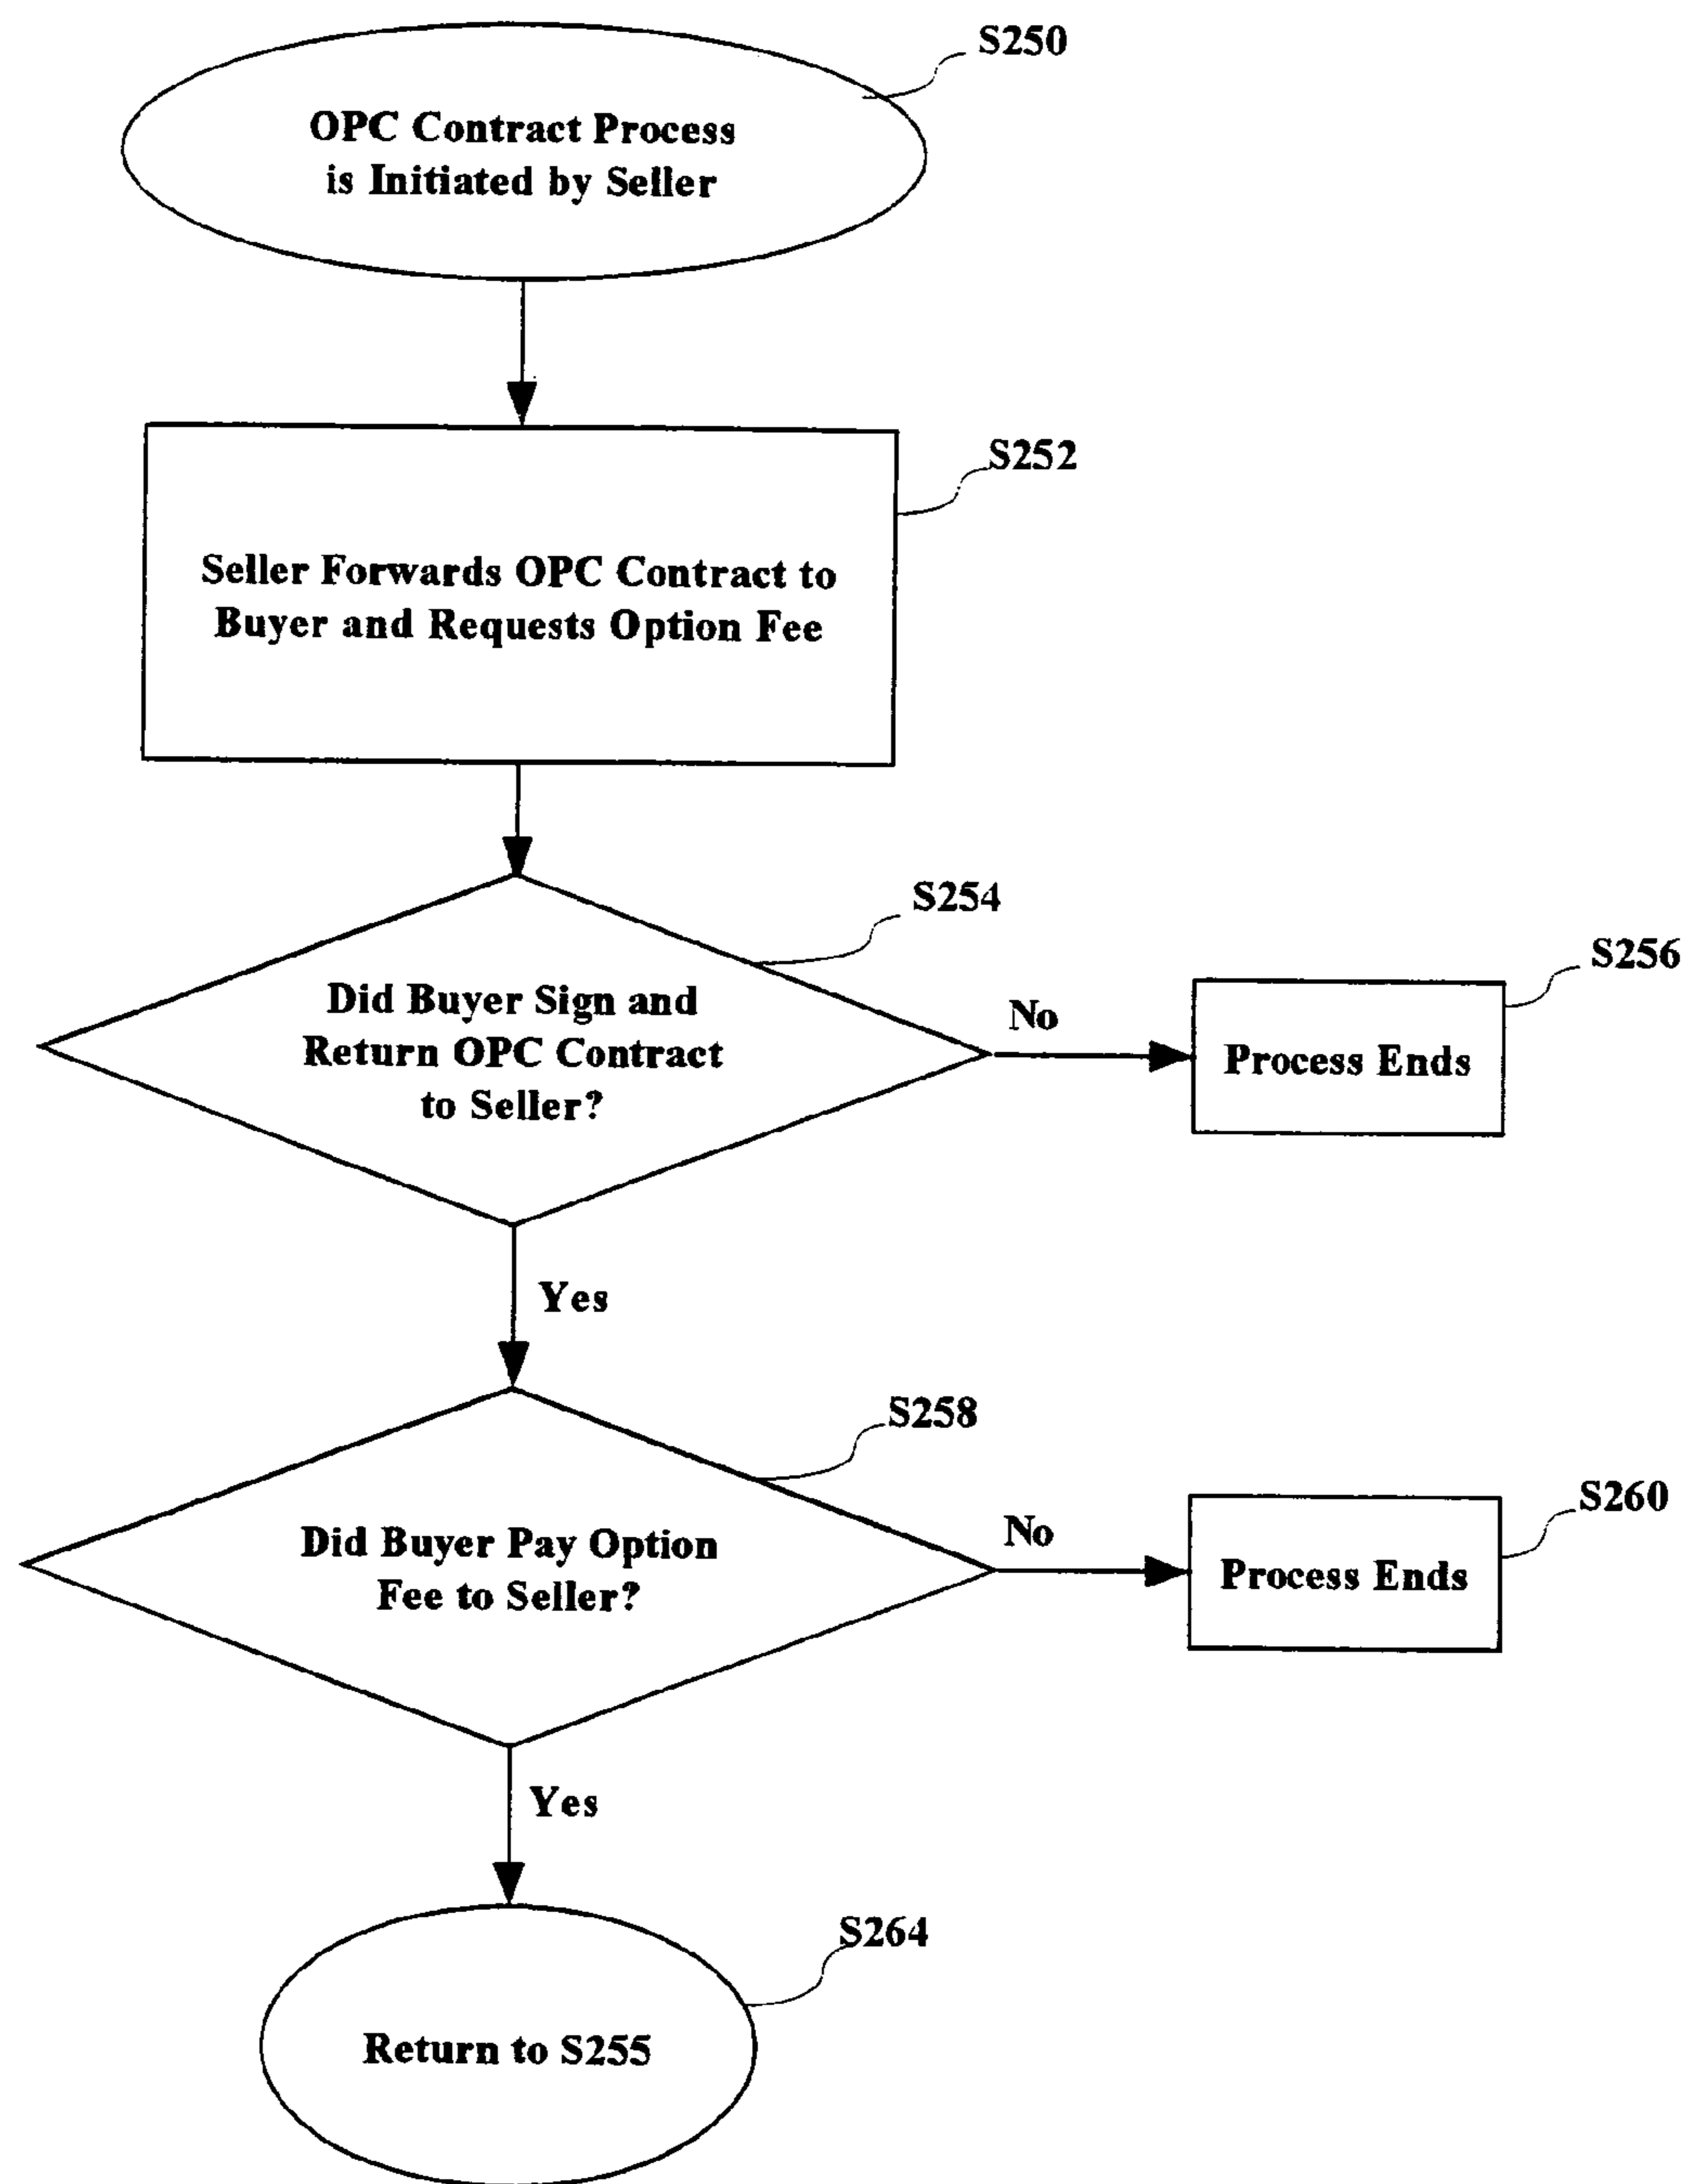 S250
OPC Contract Process
is Initiated by Seller
S252
Seller Forwards OPC Contract to
Buyer and Requests Option Fee
S254
Did Buyer Sign and
Return OPC Contract
to Seller?
No
S256
Process Ends
Yes
S258
Did Buyer Pay Option
Fee to Seller?
No
S260
Process Ends
Yes
S264
Return to S255